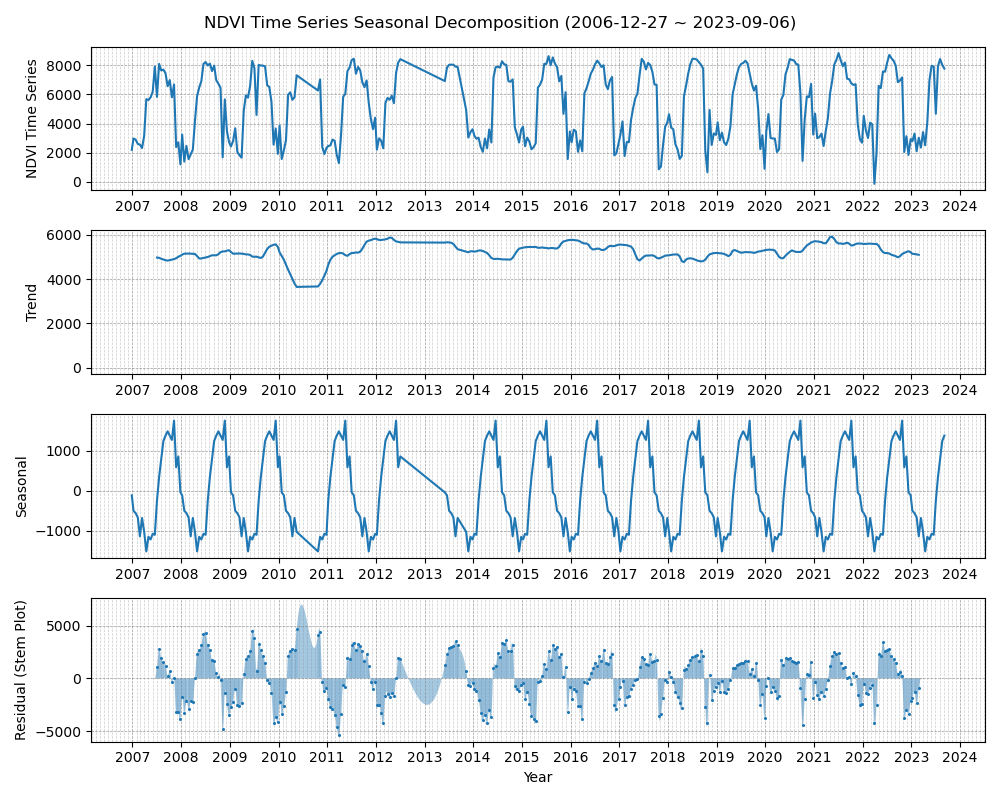 NDVI Time Series Seasonal Decomposition (2006-12-27 ~ 2023-09-06)
NDVI Time Series
8000
6000
4000
2000
0
2007 2008 2009 2010 2011 2012 2013 2014 2015 2016 2017 2018 2019 2020 2021 2022 2023 2024
Trend
6000
4000
2000
0
2007 2008 2009 2010 2011 2012 2013 2014 2015 2016 2017 2018 2019 2020 2021 2022 2023 2024
Seasonal
1000
0
−1000
2007 2008 2009 2010 2011 2012 2013 2014 2015 2016 2017 2018 2019 2020 2021 2022 2023 2024
Residual (Stem Plot)
5000
0
−5000
2007 2008 2009 2010 2011 2012 2013 2014 2015 2016 2017 2018 2019 2020 2021 2022 2023 2024
Year